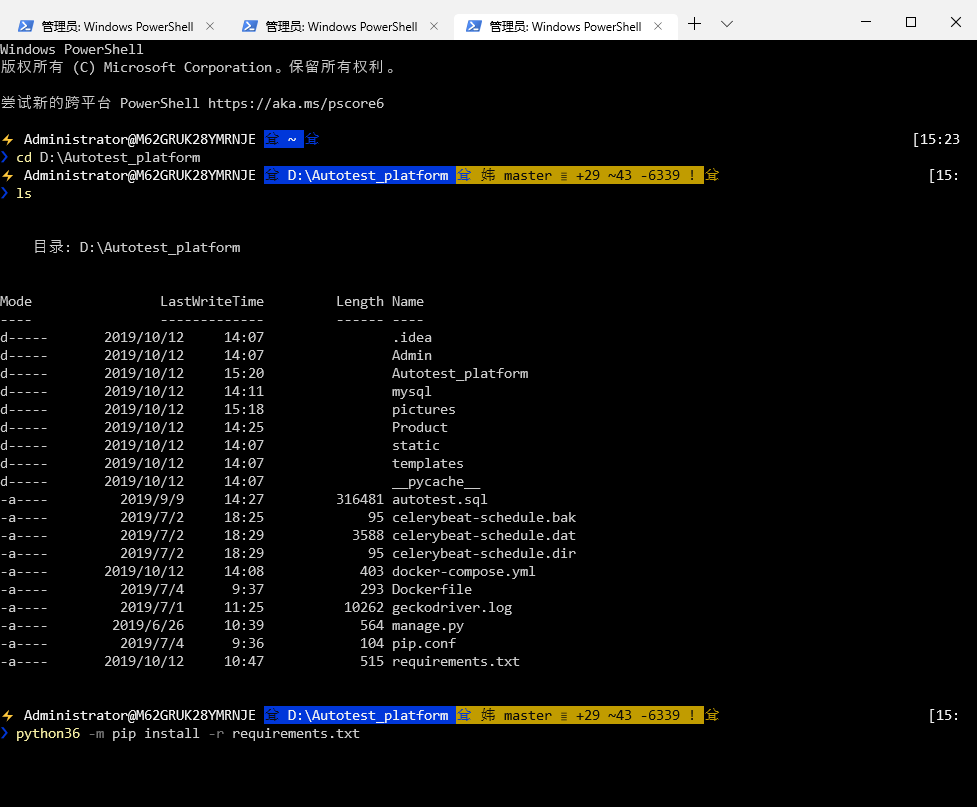 管理员: Windows PowerShell 管理员: Windows PowerShell 管理员: Windows PowerShell
Windows PowerShell
版权所有 (C) Microsoft Corporation。保留所有权利。
尝试新的跨平台 PowerShell https://aka.ms/pscore6
⚡ Administrator@M62GRUK28YMRNJE ~ [15:23
❯ cd D:\Autotest_platform
⚡ Administrator@M62GRUK28YMRNJE D:\Autotest_platform master ≡ +29 ~43 -6339 ! [15:
❯ ls
目录: D:\Autotest_platform
Mode LastWriteTime Length Name
---- ------------- ------ ----
d----- 2019/10/12 14:07 .idea
d----- 2019/10/12 14:07 Admin
d----- 2019/10/12 15:20 Autotest_platform
d----- 2019/10/12 14:11 mysql
d----- 2019/10/12 15:18 pictures
d----- 2019/10/12 14:25 Product
d----- 2019/10/12 14:07 static
d----- 2019/10/12 14:07 templates
d----- 2019/10/12 14:07 __pycache__
-a---- 2019/9/9 14:27 316481 autotest.sql
-a---- 2019/7/2 18:25 95 celerybeat-schedule.bak
-a---- 2019/7/2 18:29 3588 celerybeat-schedule.dat
-a---- 2019/7/2 18:29 95 celerybeat-schedule.dir
-a---- 2019/10/12 14:08 403 docker-compose.yml
-a---- 2019/7/4 9:37 293 Dockerfile
-a---- 2019/7/1 11:25 10262 geckodriver.log
-a---- 2019/6/26 10:39 564 manage.py
-a---- 2019/7/4 9:36 104 pip.conf
-a---- 2019/10/12 10:47 515 requirements.txt
⚡ Administrator@M62GRUK28YMRNJE D:\Autotest_platform master ≡ +29 ~43 -6339 ! [15:
❯ python36 -m pip install -r requirements.txt